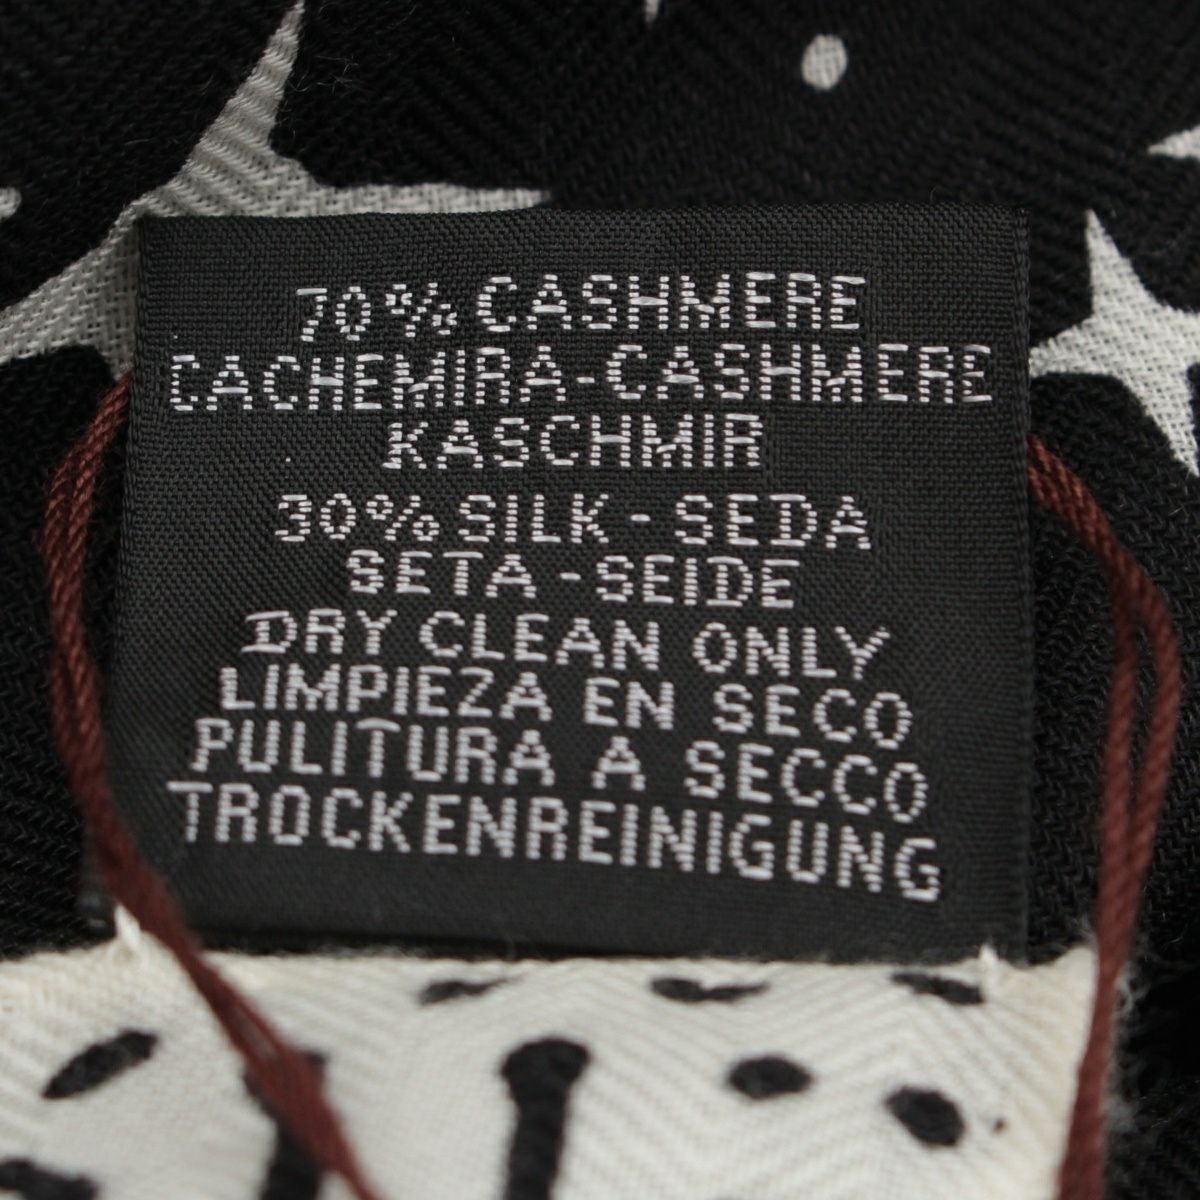 70% CASHMERE
CACHEMIRA-CASHMERE
KASCHMIR
30% SILK - SEDA
SETA - SEIDE
DRY CLEAN ONLY
LIMPIEZA EN SECO
PULITURA A SECCO
TROCKENREINIGUNG